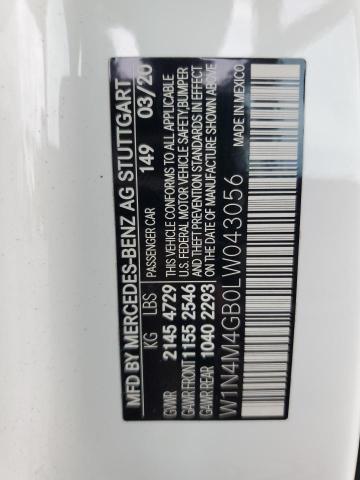 MFD BY MERCEDES-BENZ AG STUTTGART
PASSENGER CAR 149 03/20
KG LBS
GVWR 2145 4729
GAWR FRONT 1155 2546
GAWR REAR 1040 2293
THIS VEHICLE CONFORMS TO ALL APPLICABLE
U.S. FEDERAL MOTOR VEHICLE SAFETY, BUMPER
AND THEFT PREVENTION STANDARDS IN EFFECT
ON THE DATE OF MANUFACTURE SHOWN ABOVE
W1N4M4GB0LW043056
MADE IN MEXICO